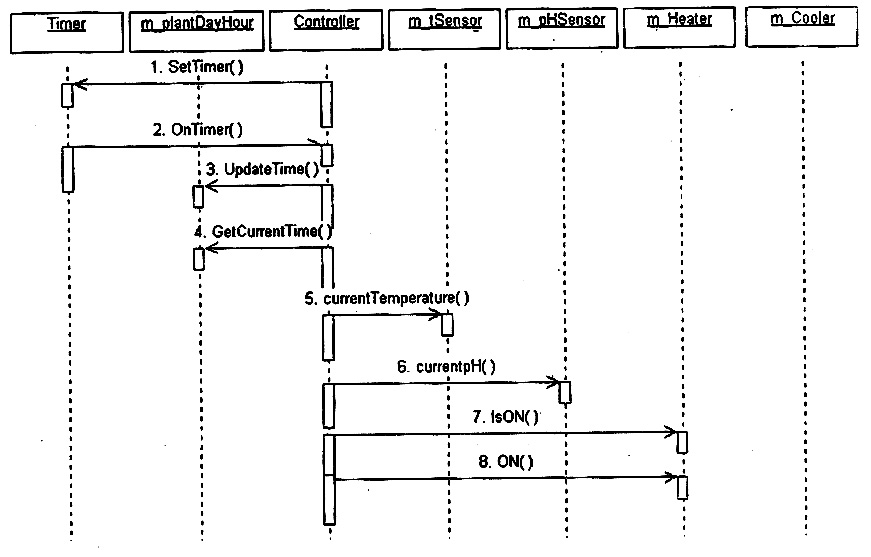 Timer m_plantDayHour Controller m_tSensor m_pHSensor m_Heater m_Cooler
1. SetTimer()
2. OnTimer()
3. UpdateTime()
4. GetCurrentTime()
5. currentTemperature()
6. currentpH()
7. IsON()
8. ON()